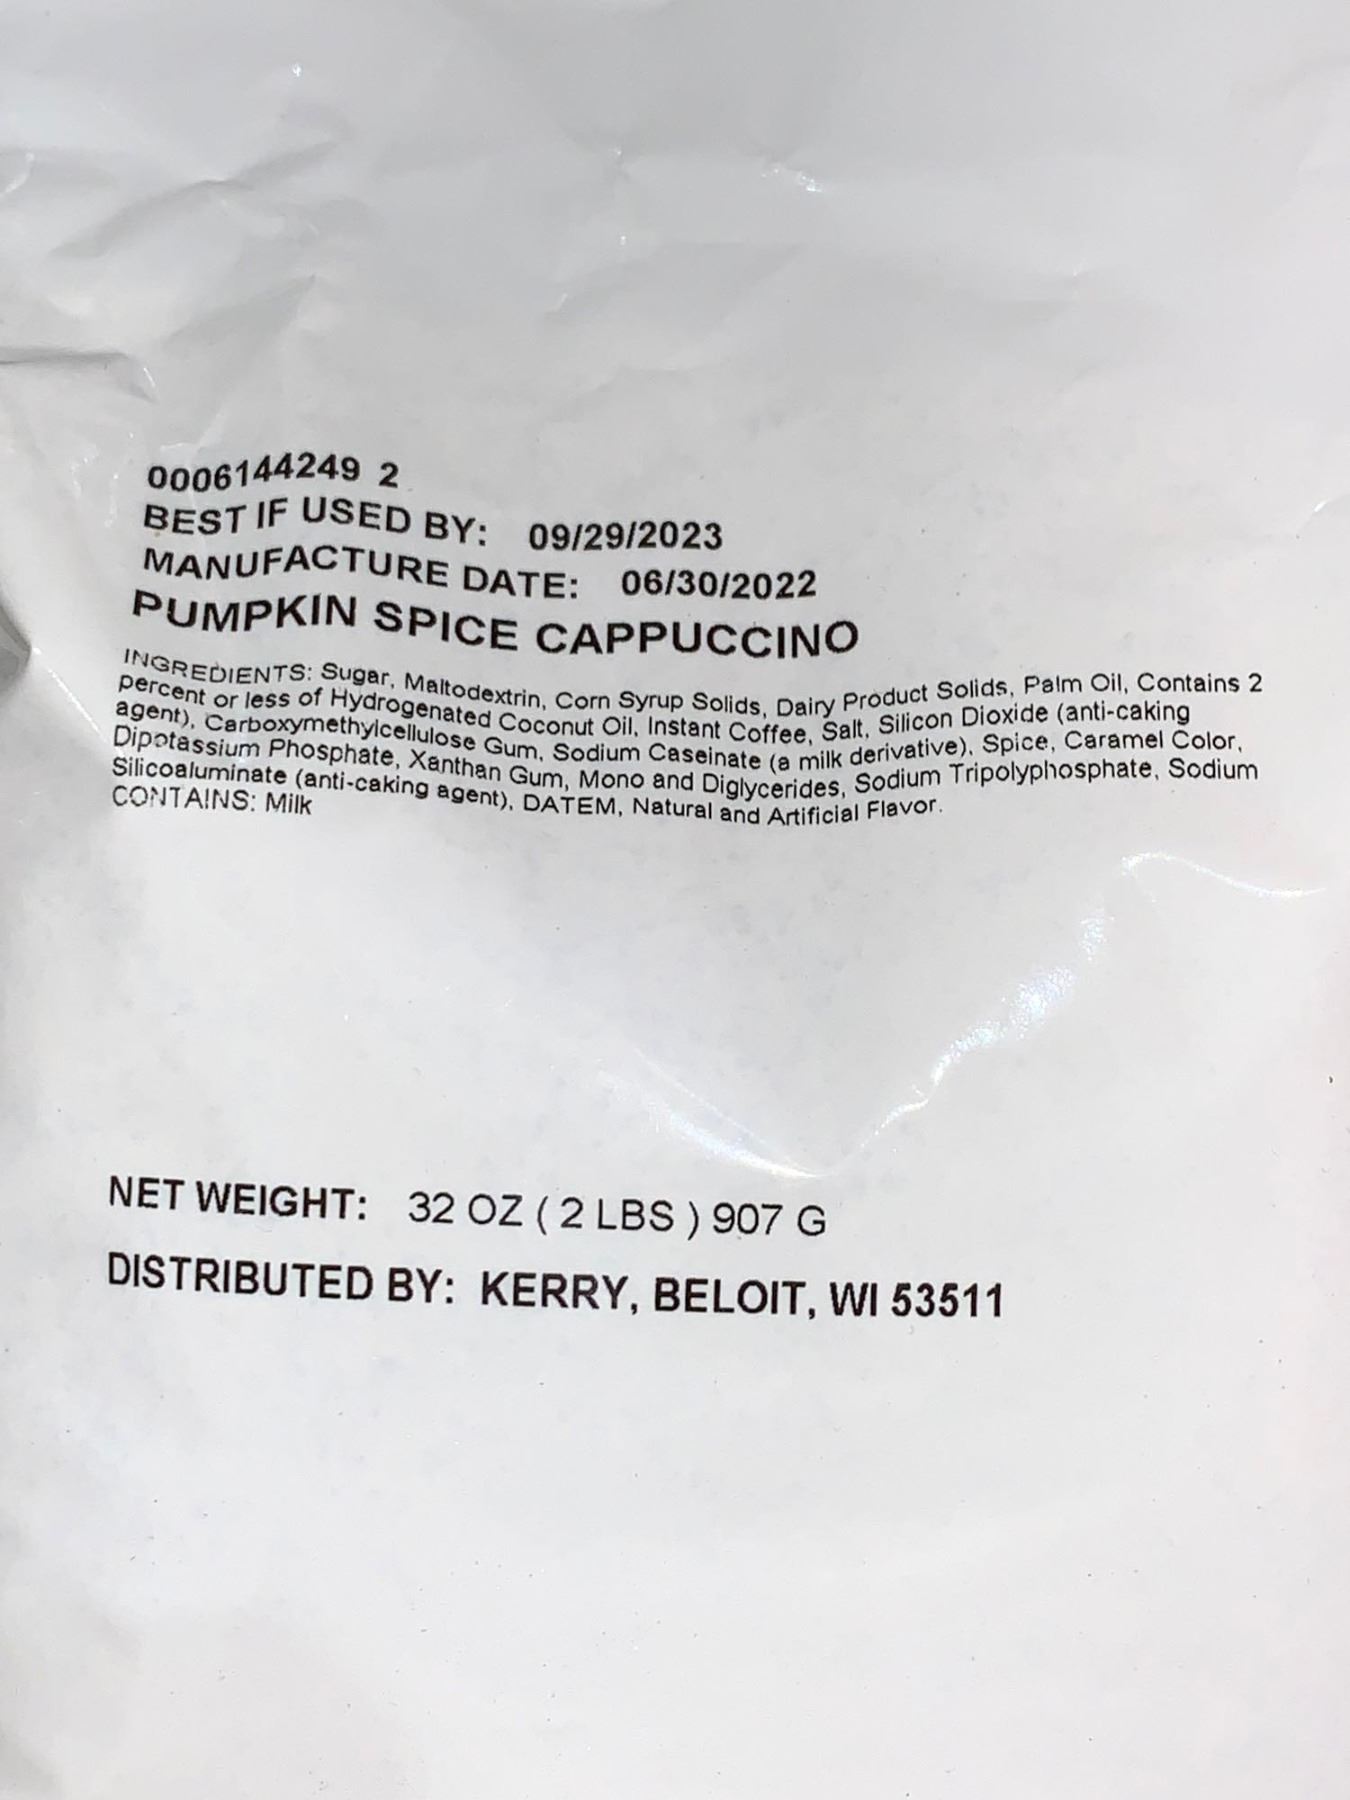 0006144249 2
BEST IF USED BY: 09/29/2023
MANUFACTURE DATE: 06/30/2022
PUMPKIN SPICE CAPPUCCINO
INGREDIENTS: Sugar, Maltodextrin, Corn Syrup Solids, Dairy Product Solids, Palm Oil, Contains 2
percent or less of Hydrogenated Coconut Oil, Instant Coffee, Salt, Silicon Dioxide (anti-caking
agent), Carboxymethylcellulose Gum, Sodium Caseinate (a milk derivative), Spice, Caramel Color,
Dipotassium Phosphate, Xanthan Gum, Mono and Diglycerides, Sodium Tripolyphosphate, Sodium
Silicoaluminate (anti-caking agent), DATEM, Natural and Artificial Flavor.
CONTAINS: Milk
NET WEIGHT: 32 OZ ( 2 LBS ) 907 G
DISTRIBUTED BY: KERRY, BELOIT, WI 53511